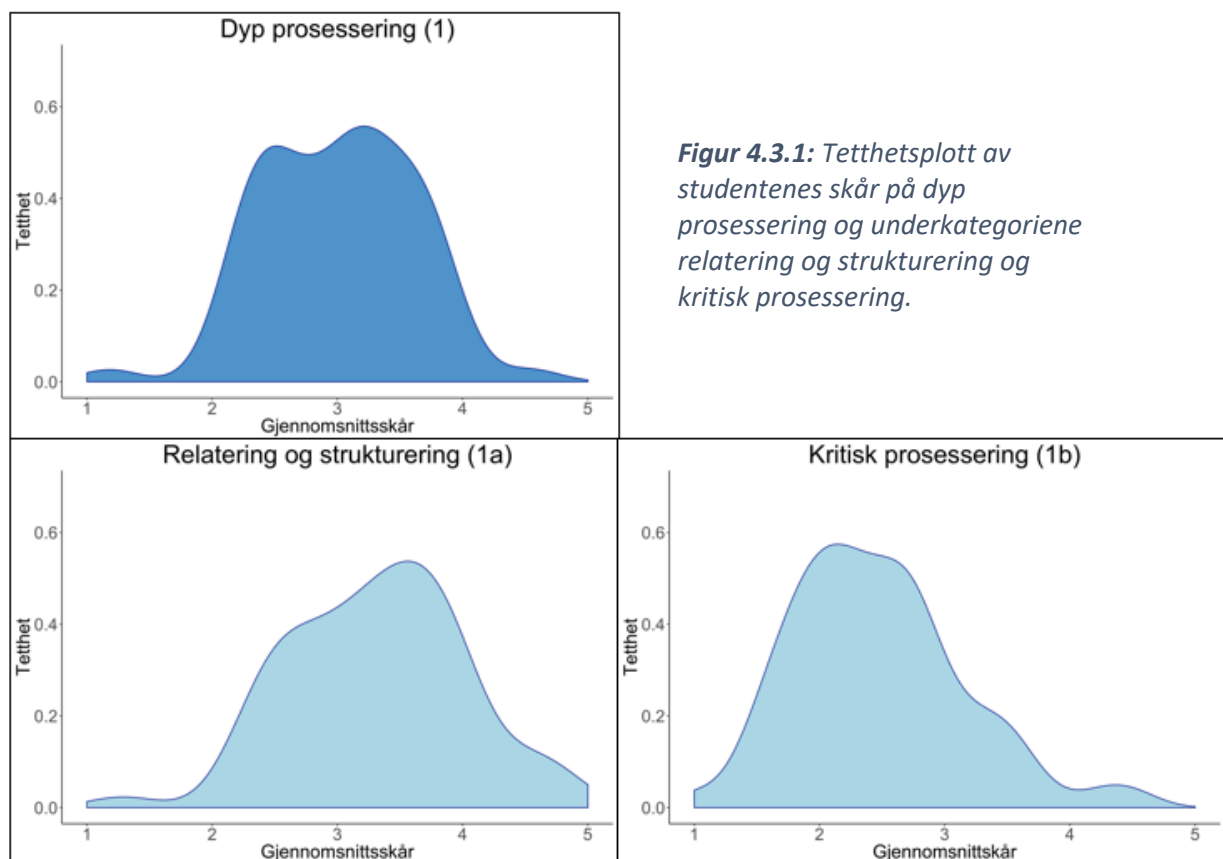 Dyp prosessering (1)
0.6
0.4
0.2
0.0
Tetthet
1 2 3 4 5
Gjennomsnittsskår
Figur 4.3.1: Tetthetsplott av
studentenes skår på dyp
prosessering og underkategoriene
relatering og strukturering og
kritisk prosessering.
Relatering og strukturering (1a)
0.6
0.4
0.2
0.0
Tetthet
1 2 3 4 5
Gjennomsnittsskår
Kritisk prosessering (1b)
0.6
0.4
0.2
0.0
Tetthet
1 2 3 4 5
Gjennomsnittsskår